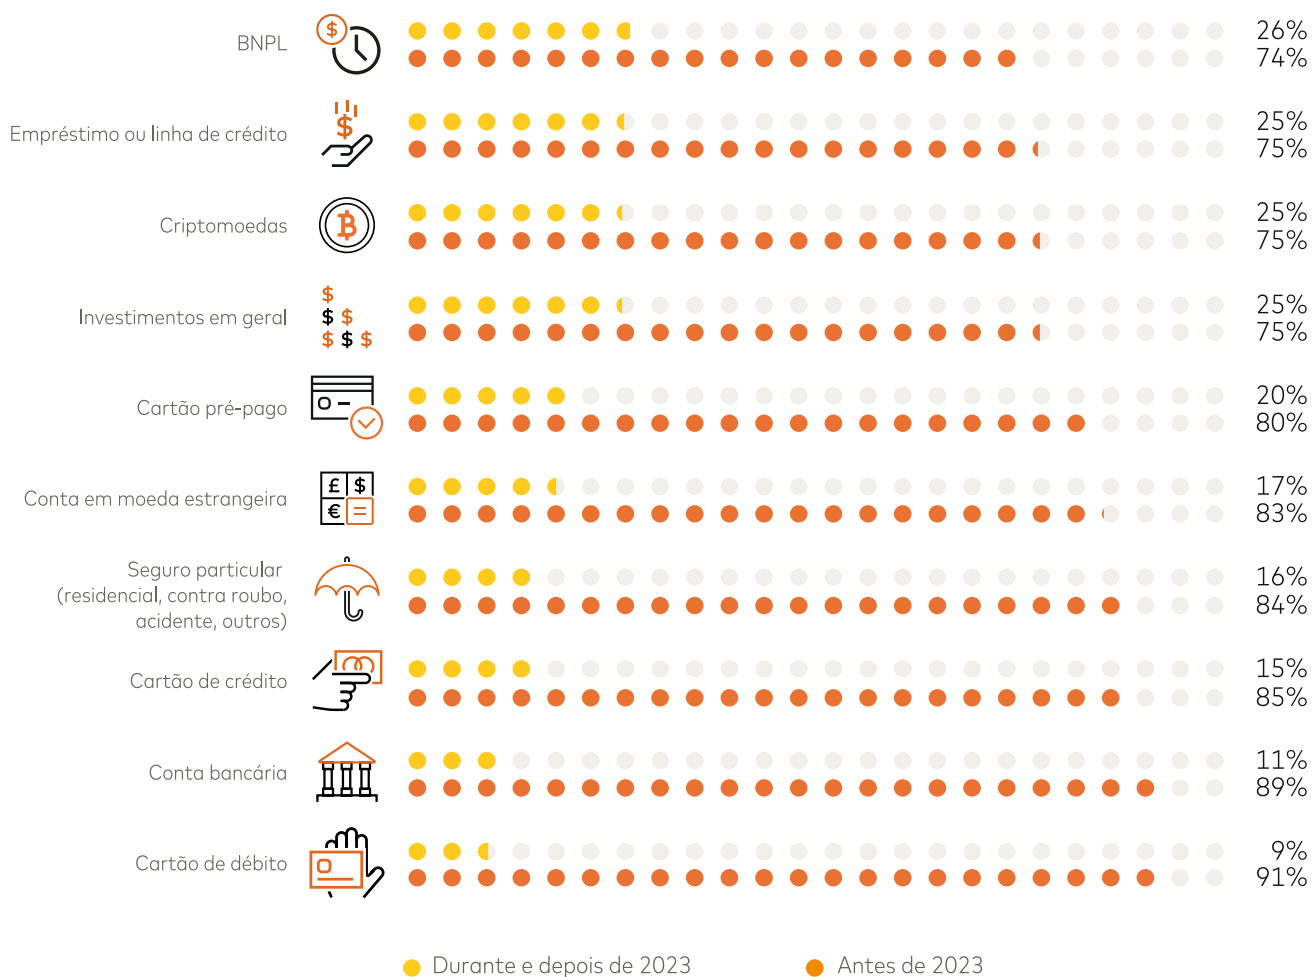 BNPL
26%
74%
Empréstimo ou linha de crédito
25%
75%
Criptomoedas
25%
75%
Investimentos em geral
25%
75%
Cartão pré-pago
20%
80%
Conta em moeda estrangeira
17%
83%
Seguro particular
(residencial, contra roubo,
acidente, outros)
16%
84%
Cartão de crédito
15%
85%
Conta bancária
11%
89%
Cartão de débito
9%
91%
Durante e depois de 2023
Antes de 2023